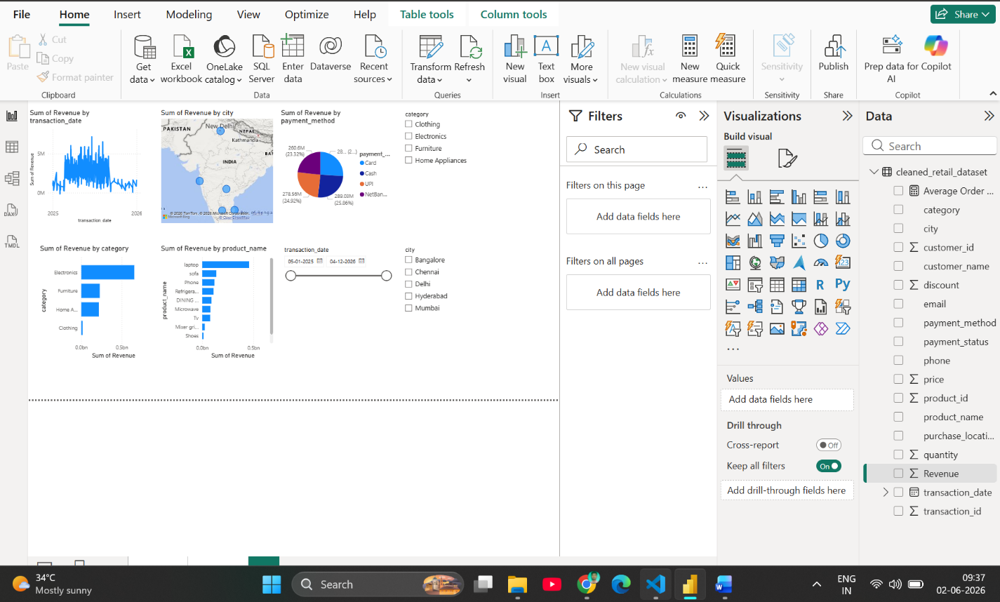 File Home Insert Modeling View Optimize Help Table tools Column tools Share
Paste
Cut
Copy
Format painter
Clipboard
Get data
Excel workbook
OneLake catalog
SQL Server
Enter data
Dataverse
Recent sources
Data
Transform data
Refresh
Queries
New visual
Text box
More visuals
Insert
New visual calculation
New measure
Quick measure
Calculations
Sensitivity
Sensitivity
Publish
Share
Prep data for AI
Copilot
Copilot
DAX
TMDL
Sum of Revenue by
transaction_date
Sum of Revenue
5M
0M
2025 2026
transaction date
Sum of Revenue by city
PAKISTAN
New Delhi
NEPAL
Kathmandu
INDIA
Microsoft Bing
© 2026 TomTom, © 2026 Microsoft Corporation
© OpenStreetMap
Sum of Revenue by
payment_method
260.6M
(23.32%)
28... (2...)
278.56M
(24.92%)
289.03M
(25.86%)
payment_...
Card
Cash
UPI
NetBan...
category
Clothing
Electronics
Furniture
Home Appliances
Sum of Revenue by category
category
Electronics
Furniture
Home A...
Clothing
0.0bn 0.5bn
Sum of Revenue
Sum of Revenue by product_name
product_name
laptop
sofa
Phone
Refrigera...
DINING ...
Microwave
Tv
Mixer gri...
Shoes
0.0bn 0.5bn
Sum of Revenue
transaction_date
05-01-2025 04-12-2026
city
Bangalore
Chennai
Delhi
Hyderabad
Mumbai
Filters
Search
Filters on this page ...
Add data fields here
Filters on all pages ...
Add data fields here
Visualizations
Build visual
123
R
Py
...
Values
Add data fields here
Drill through
Cross-report Off
Keep all filters On
Add drill-through fields here
Data
Search
cleaned_retail_dataset
Average Order ...
category
city
customer_id
customer_name
discount
email
payment_method
payment_status
phone
price
product_id
product_name
purchase_locati...
quantity
Revenue
transaction_date
transaction_id
34°C
Mostly sunny
Search
ENG
IN
09:37
02-06-2026